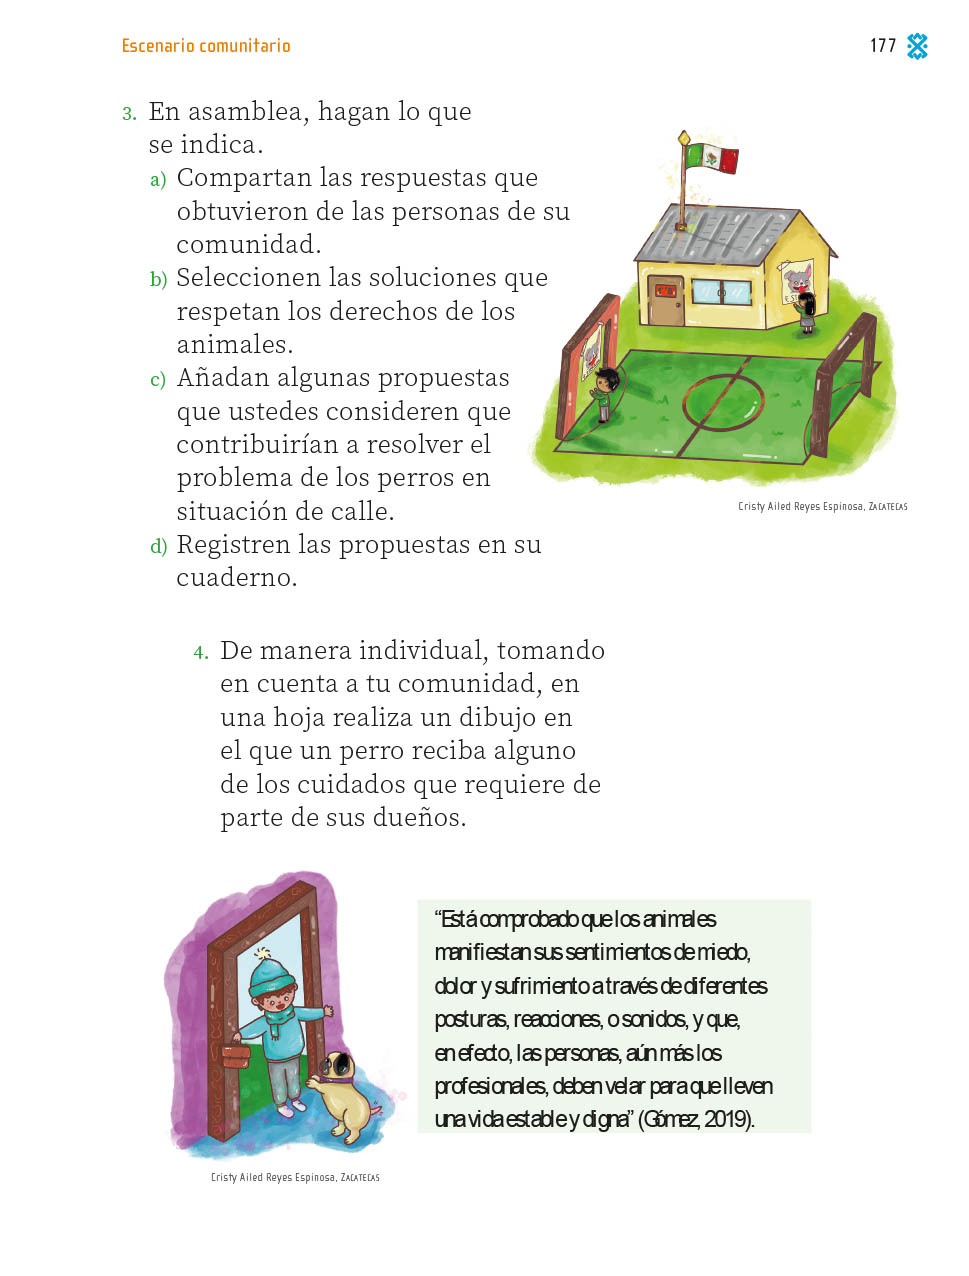 Escenario comunitario
177
3. En asamblea, hagan lo que
se indica.
a) Compartan las respuestas que
obtuvieron de las personas de su
comunidad.
b) Seleccionen las soluciones que
respetan los derechos de los
animales.
c) Añadan algunas propuestas
que ustedes consideren que
contribuirían a resolver el
problema de los perros en
situación de calle.
d) Registren las propuestas en su
cuaderno.
Cristy Ailed Reyes Espinosa, Zacatecas
4. De manera individual, tomando
en cuenta a tu comunidad, en
una hoja realiza un dibujo en
el que un perro reciba alguno
de los cuidados que requiere de
parte de sus dueños.
“Está comprobado que los animales
manifiestan sus sentimientos de miedo,
dolor y sufrimiento a través de diferentes
posturas, reacciones, o sonidos, y que,
en efecto, las personas, aún más los
profesionales, deben velar para que lleven
una vida estable y digna” (Gómez, 2019).
Cristy Ailed Reyes Espinosa, Zacatecas